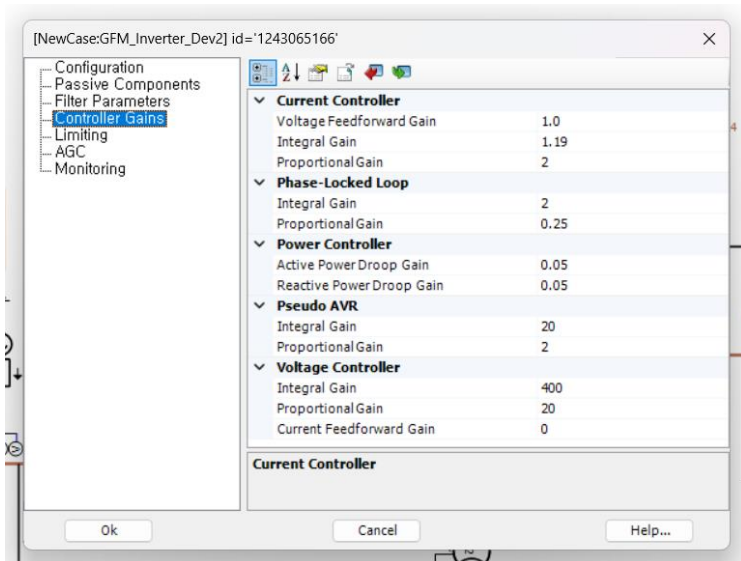 [NewCase:GFM_Inverter_Dev2] id='1243065166'
Configuration
Passive Components
Filter Parameters
Controller Gains
Limiting
AGC
Monitoring
Current Controller
Voltage Feedforward Gain 1.0
Integral Gain 1.19
Proportional Gain 2
Phase-Locked Loop
Integral Gain 2
Proportional Gain 0.25
Power Controller
Active Power Droop Gain 0.05
Reactive Power Droop Gain 0.05
Pseudo AVR
Integral Gain 20
Proportional Gain 2
Voltage Controller
Integral Gain 400
Proportional Gain 20
Current Feedforward Gain 0
Current Controller
Ok Cancel Help...
4